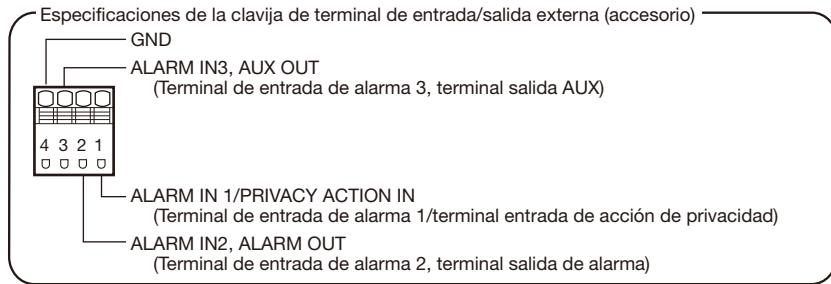 Especificaciones de la clavija de terminal de entrada/salida externa (accesorio)
GND
ALARM IN3, AUX OUT
(Terminal de entrada de alarma 3, terminal salida AUX)
4 3 2 1
ALARM IN 1/PRIVACY ACTION IN
(Terminal de entrada de alarma 1/terminal entrada de acción de privacidad)
ALARM IN2, ALARM OUT
(Terminal de entrada de alarma 2, terminal salida de alarma)